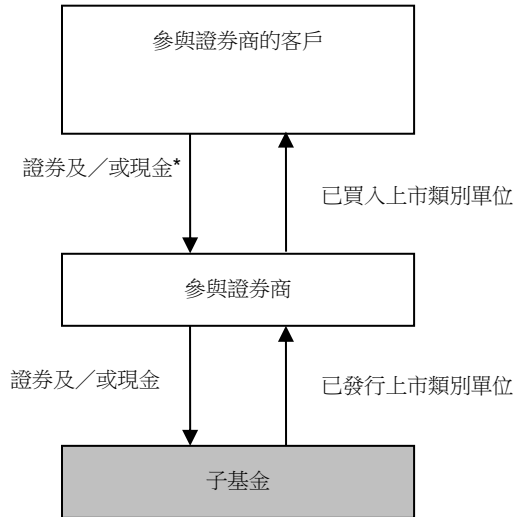 參與證券商的客戶
證券及／或現金*
已買入上市類別單位
參與證券商
證券及／或現金
已發行上市類別單位
子基金